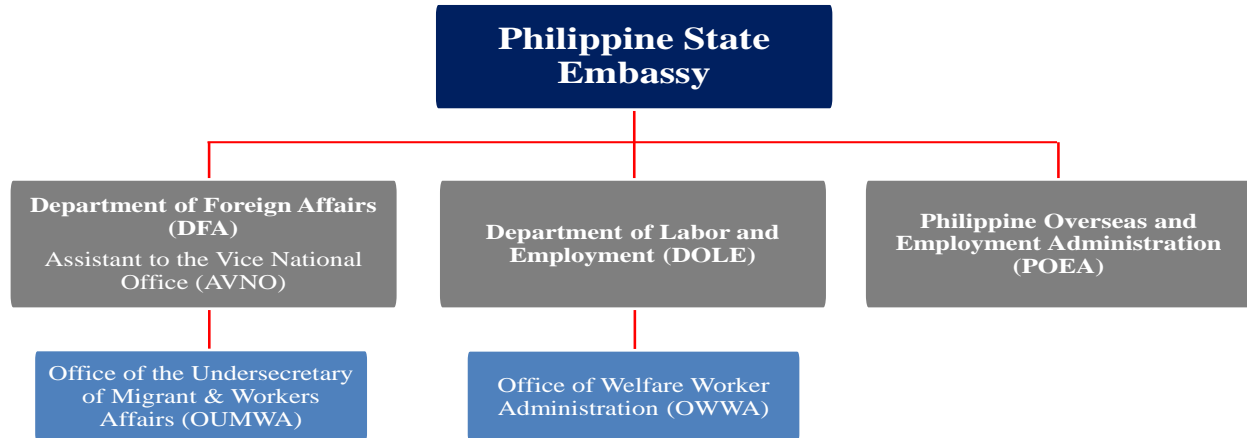 Philippine State
Embassy
Department of Foreign Affairs
(DFA)
Assistant to the Vice National
Office (AVNO)
Department of Labor and
Employment (DOLE)
Philippine Overseas and
Employment Administration
(POEA)
Office of the Undersecretary
of Migrant & Workers
Affairs (OUMWA)
Office of Welfare Worker
Administration (OWWA)